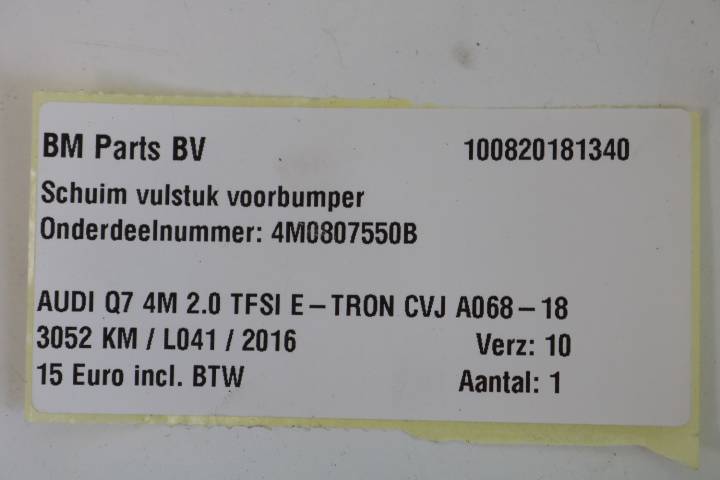 BM Parts BV 100820181340
Schuim vulstuk voorbumper
Onderdeelnummer: 4M0807550B
AUDI Q7 4M 2.0 TFSI E-TRON CVJ A068-18
3052 KM / L041 / 2016 Verz: 10
15 Euro incl. BTW Aantal: 1